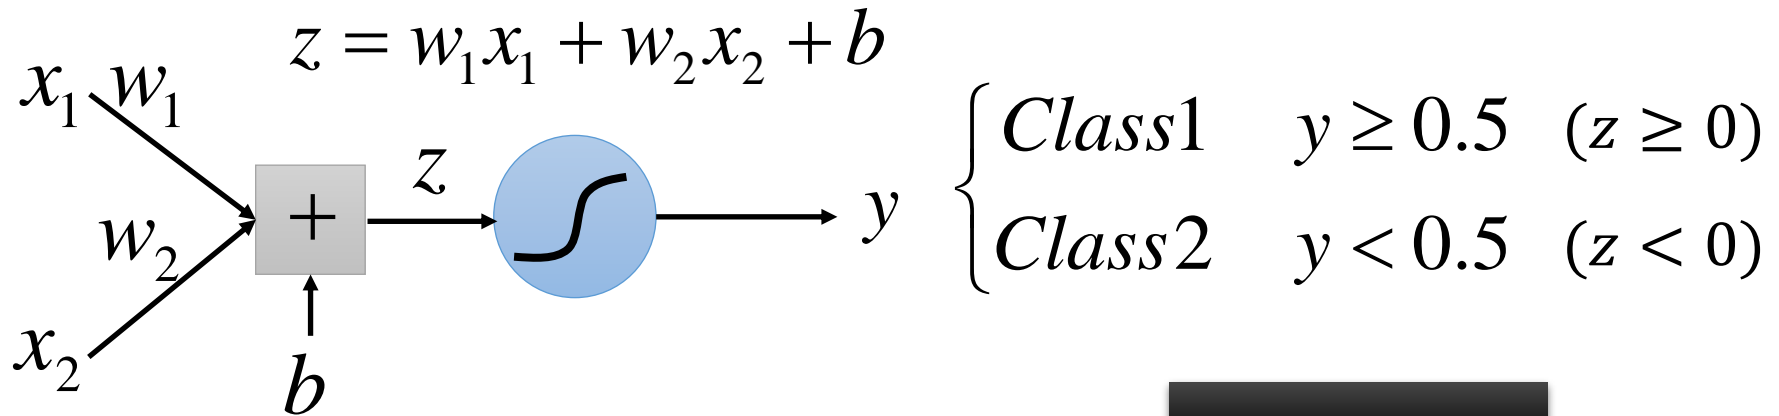 z = w₁x₁ + w₂x₂ + b
x₁ w₁
w₂
x₂
+
b
z
y
Class1 y ≥ 0.5 (z ≥ 0)
Class2 y < 0.5 (z < 0)